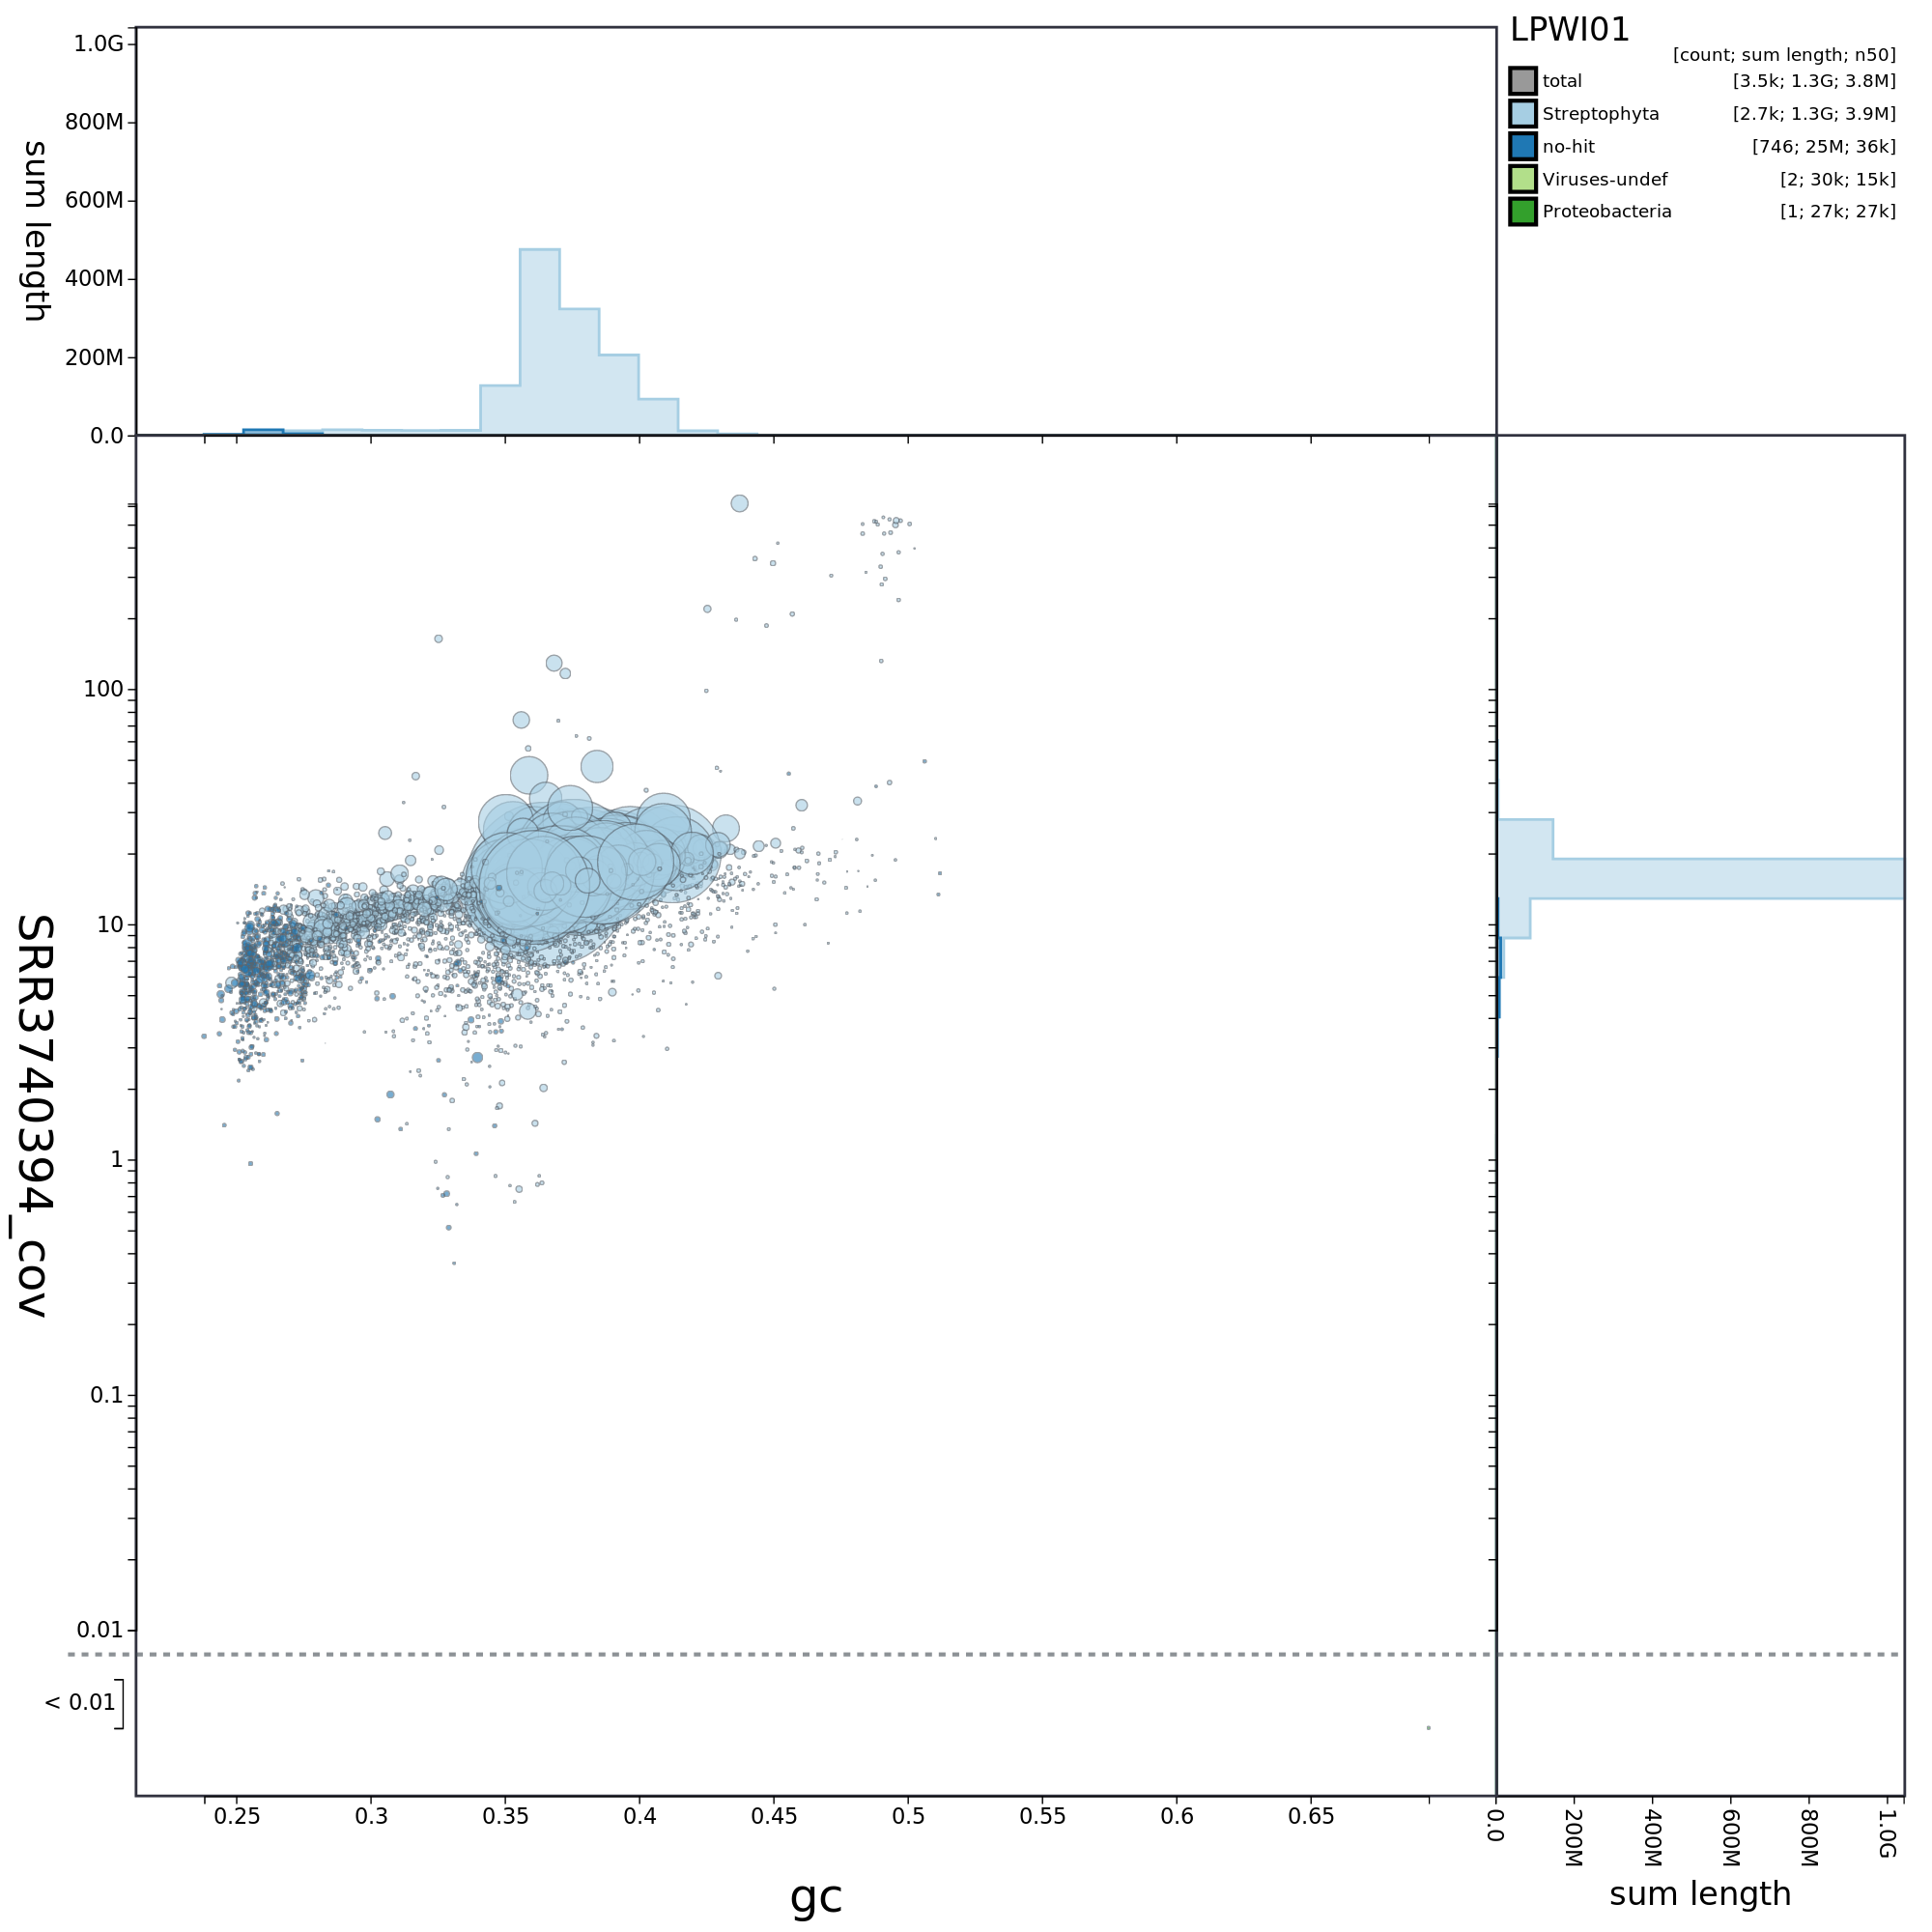 LPWI01
[count; sum length; n50]
total [3.5k; 1.3G; 3.8M]
Streptophyta [2.7k; 1.3G; 3.9M]
no-hit [746; 25M; 36k]
Viruses-undef [2; 30k; 15k]
Proteobacteria [1; 27k; 27k]
sum length
1.0G
800M
600M
400M
200M
0.0
SRR3740394_cov
100
10
1
0.1
0.01
< 0.01
0.25 0.3 0.35 0.4 0.45 0.5 0.55 0.6 0.65
gc
0.0 200M 400M 600M 800M 1.0G
sum length